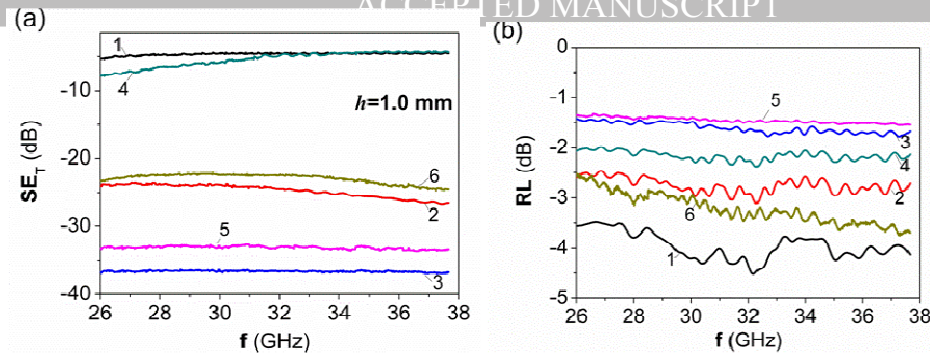 ACCEPTED MANUSCRIPT
(a)
1
4
h=1.0 mm
6
2
5
3
-10
-20
-30
-40
SE_T (dB)
26 28 30 32 34 36 38
f (GHz)
(b)
0
-1
-2
-3
-4
-5
RL (dB)
5
3
4
2
6
1
26 28 30 32 34 36 38
f (GHz)